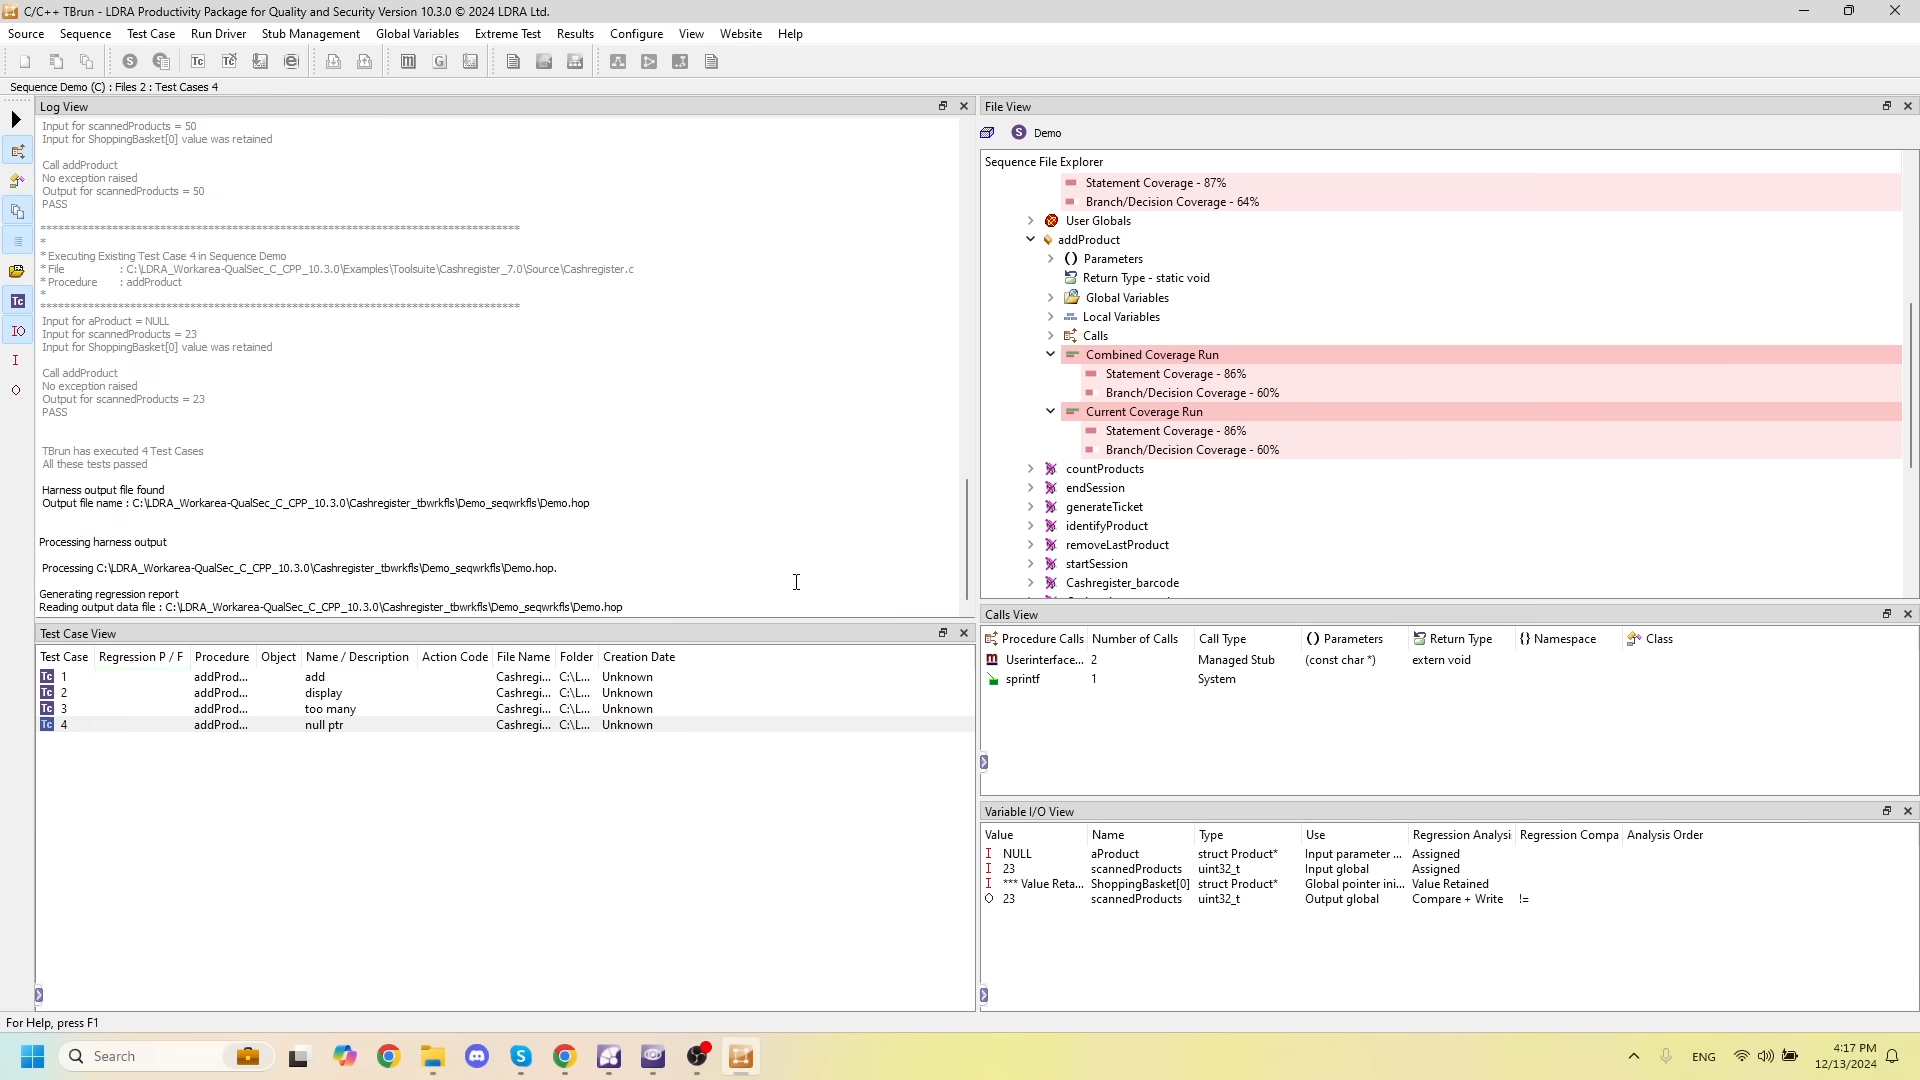 C/C++ TBrun - LDRA Productivity Package for Quality and Security Version 10.3.0 © 2024 LDRA Ltd.
Source Sequence Test Case Run Driver Stub Management Global Variables Extreme Test Results Configure View Website Help
Sequence Demo (C) : Files 2 : Test Cases 4
Log View
Input for scannedProducts = 50
Input for ShoppingBasket[0] value was retained
Call addProduct
No exception raised
Output for scannedProducts = 50
PASS
*
* Executing Existing Test Case 4 in Sequence Demo
* File : C:\LDRA_Workarea-QualSec_C_CPP_10.3.0\Examples\Toolsuite\Cashregister_7.0\Source\Cashregister.c
* Procedure : addProduct
*
Input for aProduct = NULL
Input for scannedProducts = 23
Input for ShoppingBasket[0] value was retained
Call addProduct
No exception raised
Output for scannedProducts = 23
PASS
TBrun has executed 4 Test Cases
All these tests passed
Harness output file found
Output file name : C:\LDRA_Workarea-QualSec_C_CPP_10.3.0\Cashregister_tbwrkfls\Demo_seqwrkfls\Demo.hop
Processing harness output
Processing C:\LDRA_Workarea-QualSec_C_CPP_10.3.0\Cashregister_tbwrkfls\Demo_seqwrkfls\Demo.hop.
Generating regression report
Reading output data file : C:\LDRA_Workarea-QualSec_C_CPP_10.3.0\Cashregister_tbwrkfls\Demo_seqwrkfls\Demo.hop
Test Case View
Test Case Regression P / F Procedure Object Name / Description Action Code File Name Folder Creation Date
Tc 1 addProd... add Cashregi... C:\L... Unknown
Tc 2 addProd... display Cashregi... C:\L... Unknown
Tc 3 addProd... too many Cashregi... C:\L... Unknown
Tc 4 addProd... null ptr Cashregi... C:\L... Unknown
File View
S Demo
Sequence File Explorer
Statement Coverage - 87%
Branch/Decision Coverage - 64%
User Globals
addProduct
() Parameters
Return Type - static void
Global Variables
Local Variables
Calls
Combined Coverage Run
Statement Coverage - 86%
Branch/Decision Coverage - 60%
Current Coverage Run
Statement Coverage - 86%
Branch/Decision Coverage - 60%
countProducts
endSession
generateTicket
identifyProduct
removeLastProduct
startSession
Cashregister_barcode
Calls View
Procedure Calls Number of Calls Call Type () Parameters Return Type {} Namespace Class
m Userinterface... 2 Managed Stub (const char *) extern void
sprintf 1 System
Variable I/O View
Value Name Type Use Regression Analysi Regression Compa Analysis Order
I NULL aProduct struct Product* Input parameter ... Assigned
I 23 scannedProducts uint32_t Input global Assigned
I *** Value Reta... ShoppingBasket[0] struct Product* Global pointer ini... Value Retained
O 23 scannedProducts uint32_t Output global Compare + Write !=
For Help, press F1
Search
ENG
4:17 PM
12/13/2024